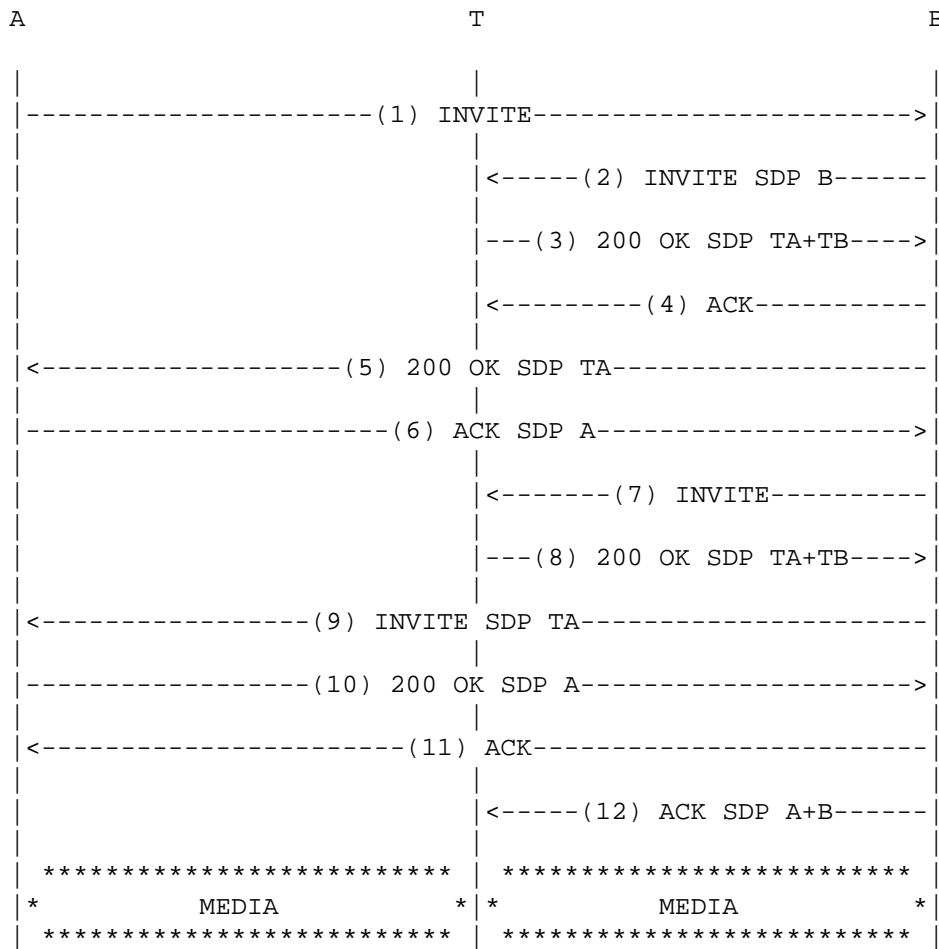 A T B
(1) INVITE
(2) INVITE SDP B
(3) 200 OK SDP TA+TB
(4) ACK
(5) 200 OK SDP TA
(6) ACK SDP A
(7) INVITE
(8) 200 OK SDP TA+TB
(9) INVITE SDP TA
(10) 200 OK SDP A
(11) ACK
(12) ACK SDP A+B
MEDIA MEDIA